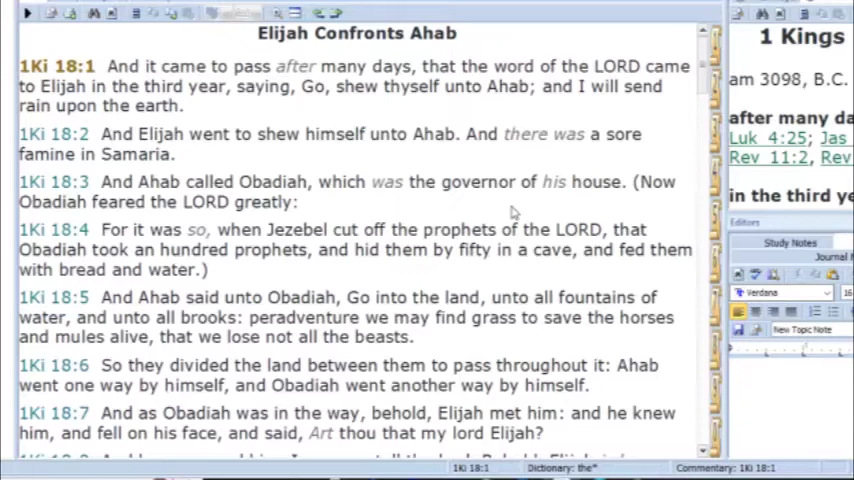 Elijah Confronts Ahab
1Ki 18:1 And it came to pass after many days, that the word of the LORD came
to Elijah in the third year, saying, Go, shew thyself unto Ahab; and I will send
rain upon the earth.
1Ki 18:2 And Elijah went to shew himself unto Ahab. And there was a sore
famine in Samaria.
1Ki 18:3 And Ahab called Obadiah, which was the governor of his house. (Now
Obadiah feared the LORD greatly:
1Ki 18:4 For it was so, when Jezebel cut off the prophets of the LORD, that
Obadiah took an hundred prophets, and hid them by fifty in a cave, and fed them
with bread and water.)
1Ki 18:5 And Ahab said unto Obadiah, Go into the land, unto all fountains of
water, and unto all brooks: peradventure we may find grass to save the horses
and mules alive, that we lose not all the beasts.
1Ki 18:6 So they divided the land between them to pass throughout it: Ahab
went one way by himself, and Obadiah went another way by himself.
1Ki 18:7 And as Obadiah was in the way, behold, Elijah met him: and he knew
him, and fell on his face, and said, Art thou that my lord Elijah?
1Ki 18:1 Dictionary: the* Commentary: 1Ki 18:1
1 Kings
am 3098, B.C.
after many da
Luk 4:25; Jas
Rev 11:2, Rev
in the third ye
Editors
Study Notes
Journal
Verdana 16
New Topic Note